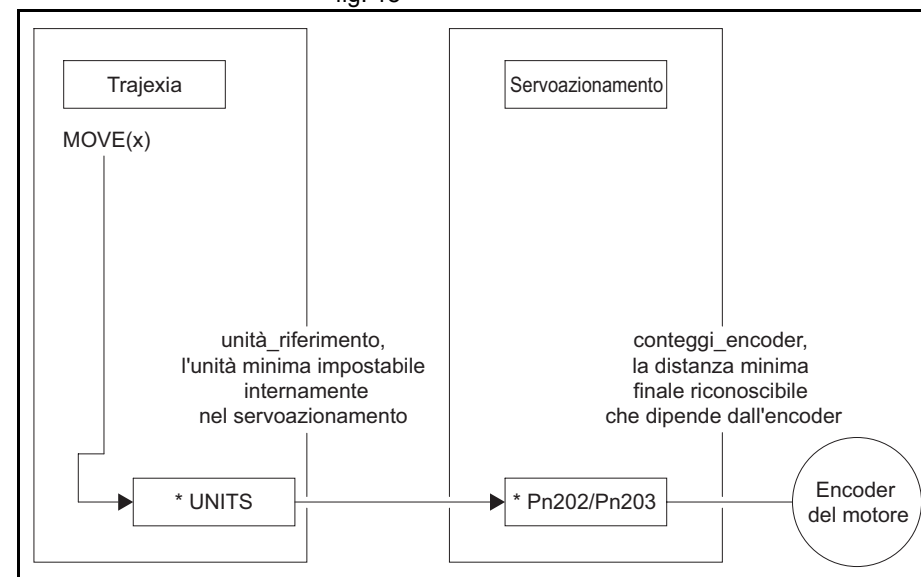 Trajexia
Servoazionamento
MOVE(x)
unità_riferimento,
l'unità minima impostabile
internamente
nel servoazionamento
conteggi_encoder,
la distanza minima
finale riconoscibile
che dipende dall'encoder
* UNITS
* Pn202/Pn203
Encoder
del motore